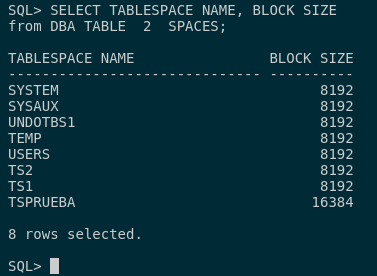 SQL> SELECT TABLESPACE NAME, BLOCK SIZE
from DBA TABLE  2  SPACES;
TABLESPACE NAME                BLOCK SIZE
------------------------------ ----------
SYSTEM                               8192
SYSAUX                               8192
UNDOTBS1                             8192
TEMP                                 8192
USERS                                8192
TS2                                  8192
TS1                                  8192
TSPRUEBA                            16384
8 rows selected.
SQL>